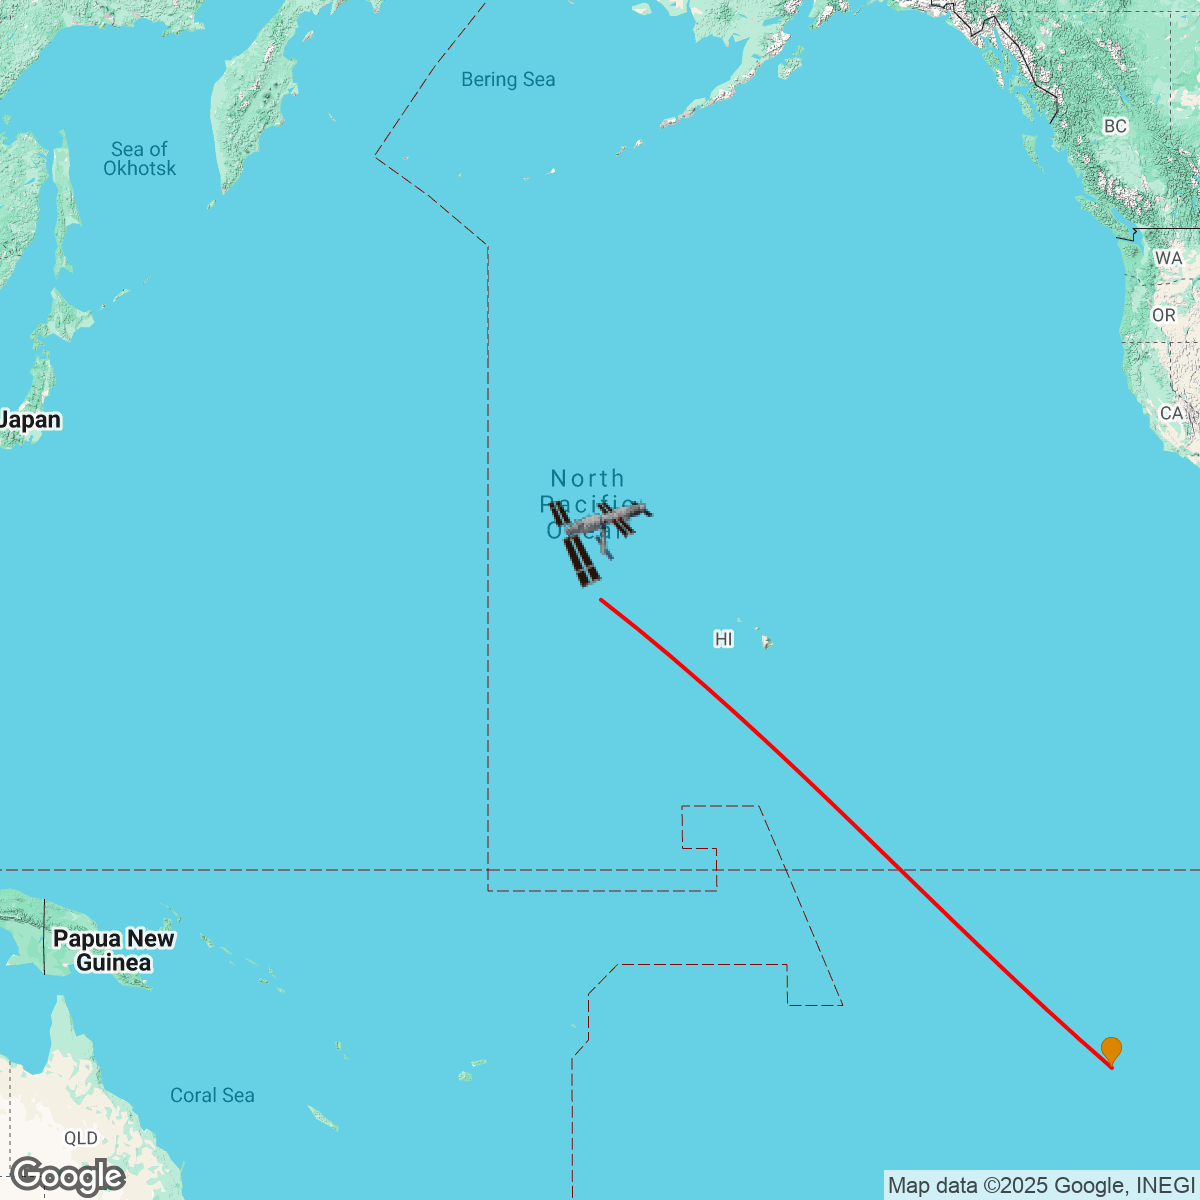 Bering Sea
BC
Sea of
Okhotsk
WA
OR
CA
Japan
North
Pacific
Ocean
HI
Papua New
Guinea
Coral Sea
QLD
Google
Map data ©2025 Google, INEGI